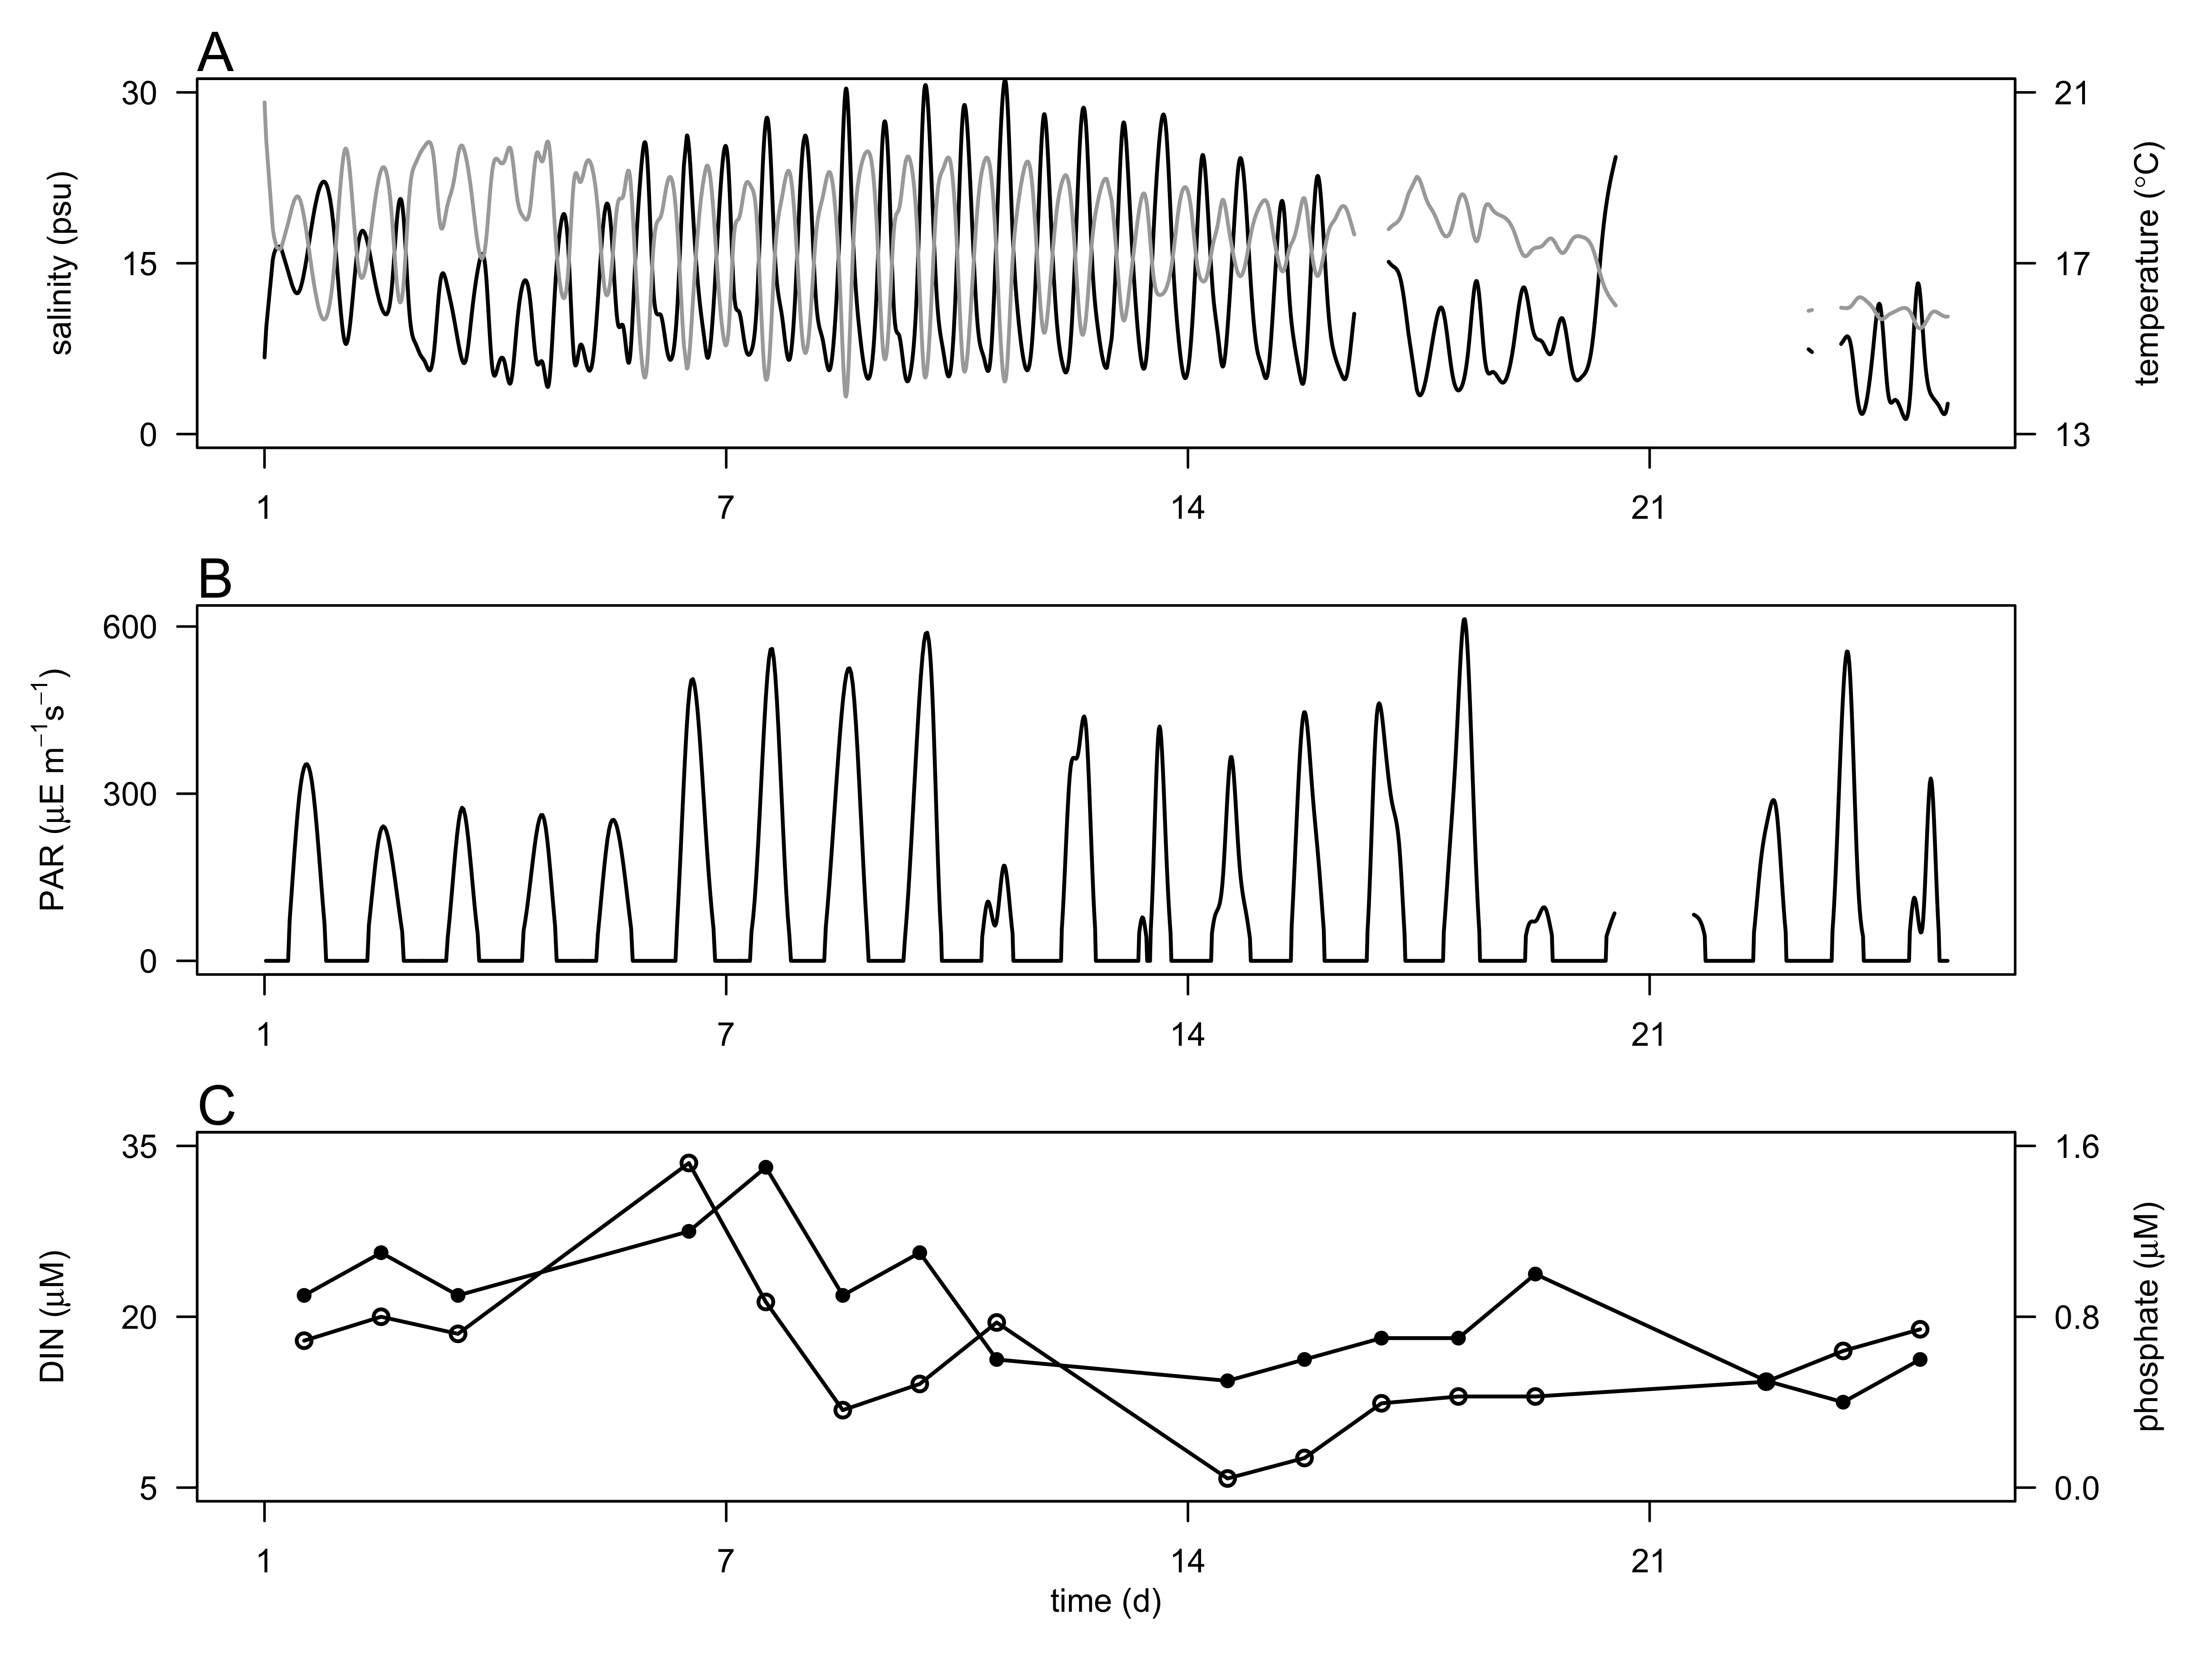 A
30
15
0
salinity (psu)
21
17
13
temperature (°C)
1 7 14 21
B
600
300
0
PAR (µE m⁻¹s⁻¹)
1 7 14 21
C
35
20
5
DIN (µM)
1.6
0.8
0.0
phosphate (µM)
1 7 14 21
time (d)